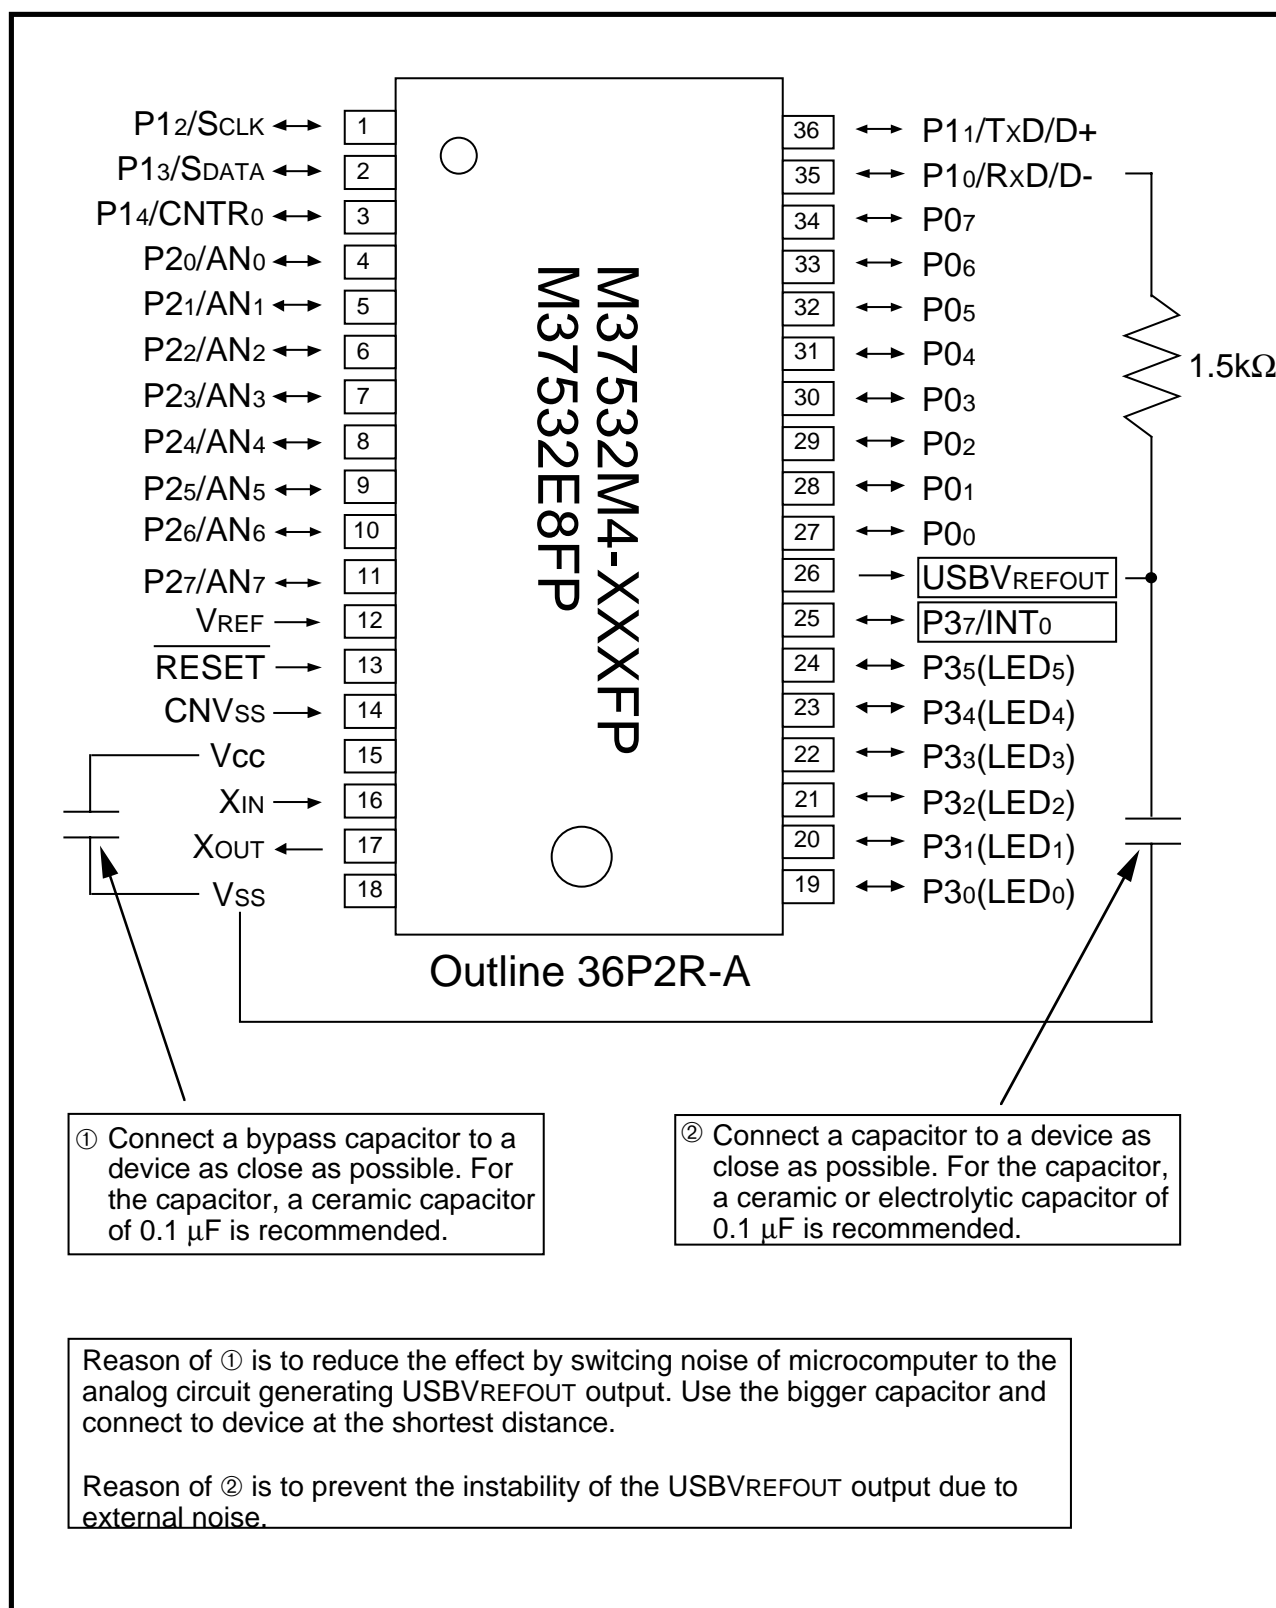 P12/SCLK 1
P13/SDATA 2
P14/CNTR0 3
P20/AN0 4
P21/AN1 5
P22/AN2 6
P23/AN3 7
P24/AN4 8
P25/AN5 9
P26/AN6 10
P27/AN7 11
VREF 12
RESET 13
CNVSS 14
Vcc 15
XIN 16
XOUT 17
VSS 18
M37532M4-XXXFP
M37532E8FP
36 P11/TXD/D+
35 P10/RXD/D-
34 P07
33 P06
32 P05
31 P04
30 P03
29 P02
28 P01
27 P00
26 USBVREFOUT
25 P37/INT0
24 P35(LED5)
23 P34(LED4)
22 P33(LED3)
21 P32(LED2)
20 P31(LED1)
19 P30(LED0)
1.5kΩ
Outline 36P2R-A
① Connect a bypass capacitor to a
device as close as possible. For
the capacitor, a ceramic capacitor
of 0.1 μF is recommended.
② Connect a capacitor to a device as
close as possible. For the capacitor,
a ceramic or electrolytic capacitor of
0.1 μF is recommended.
Reason of ① is to reduce the effect by switcing noise of microcomputer to the
analog circuit generating USBVREFOUT output. Use the bigger capacitor and
connect to device at the shortest distance.
Reason of ② is to prevent the instability of the USBVREFOUT output due to
external noise.